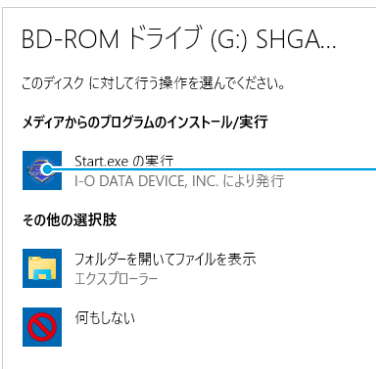 BD-ROM ドライブ (G:) SHGA...
このディスク に対して行う操作を選んでください。
メディアからのプログラムのインストール/実行
Start.exe の実行
I-O DATA DEVICE, INC. により発行
その他の選択肢
フォルダーを開いてファイルを表示
エクスプローラー
何もしない